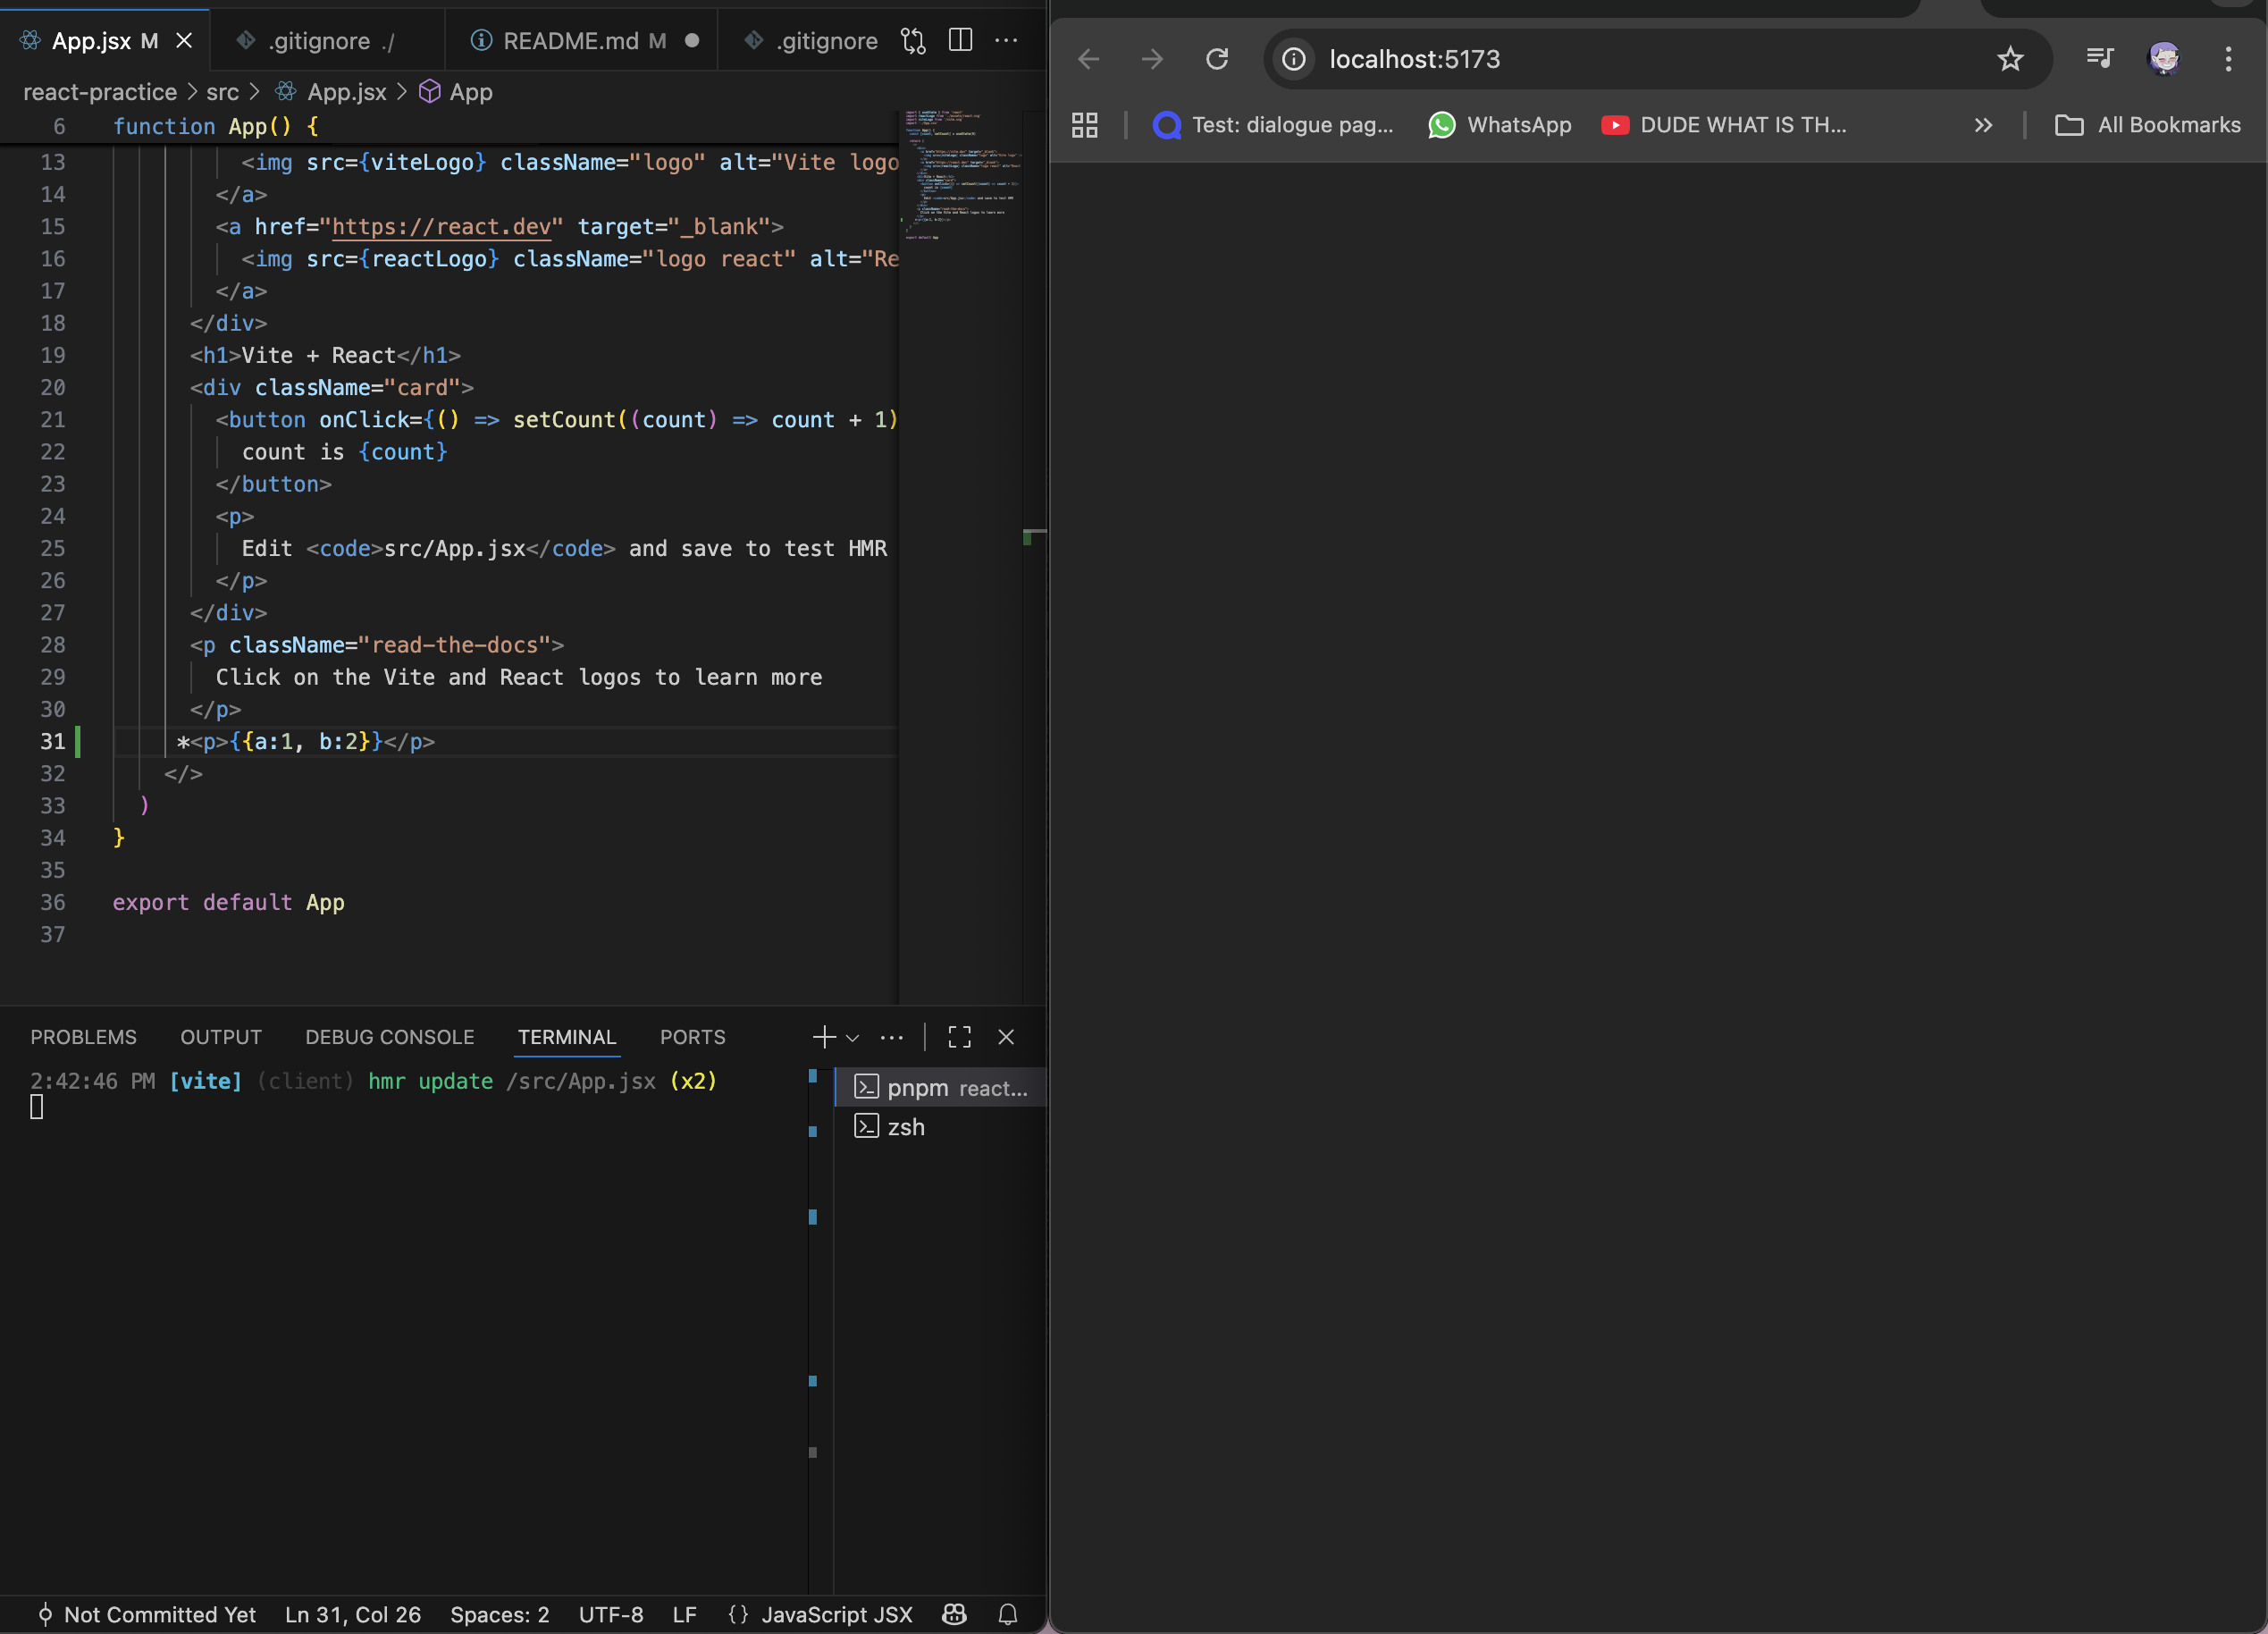 App.jsx M
.gitignore ./
README.md M
.gitignore
react-practice > src > App.jsx > App
6 function App() {
13 <img src={viteLogo} className="logo" alt="Vite logo
14 </a>
15 <a href="https://react.dev" target="_blank">
16 <img src={reactLogo} className="logo react" alt="Re
17 </a>
18 </div>
19 <h1>Vite + React</h1>
20 <div className="card">
21 <button onClick={() => setCount((count) => count + 1)
22 count is {count}
23 </button>
24 <p>
25 Edit <code>src/App.jsx</code> and save to test HMR
26 </p>
27 </div>
28 <p className="read-the-docs">
29 Click on the Vite and React logos to learn more
30 </p>
31 *<p>{{a:1, b:2}}</p>
32 </>
33 )
34 }
35
36 export default App
37
PROBLEMS OUTPUT DEBUG CONSOLE TERMINAL PORTS
2:42:46 PM [vite] (client) hmr update /src/App.jsx (x2)
pnpm react...
zsh
Not Committed Yet Ln 31, Col 26 Spaces: 2 UTF-8 LF {} JavaScript JSX
localhost:5173
Test: dialogue pag...
WhatsApp
DUDE WHAT IS TH...
All Bookmarks